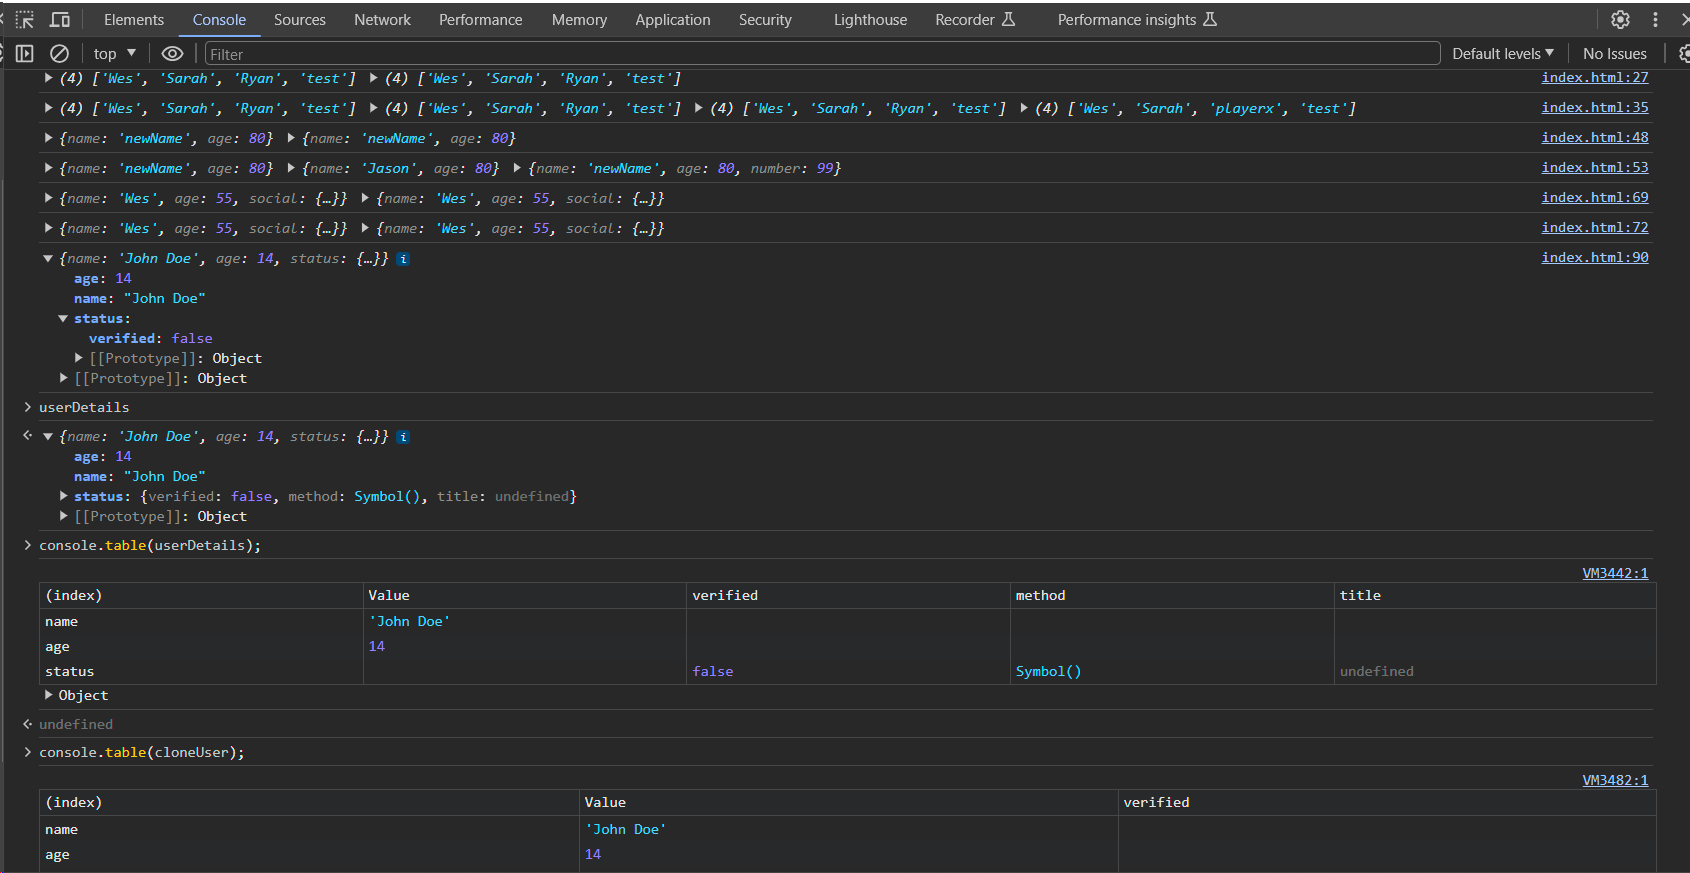 Elements Console Sources Network Performance Memory Application Security Lighthouse Recorder Performance insights
top Filter Default levels No Issues
(4) ['Wes', 'Sarah', 'Ryan', 'test'] (4) ['Wes', 'Sarah', 'Ryan', 'test'] index.html:27
(4) ['Wes', 'Sarah', 'Ryan', 'test'] (4) ['Wes', 'Sarah', 'Ryan', 'test'] (4) ['Wes', 'Sarah', 'Ryan', 'test'] (4) ['Wes', 'Sarah', 'playerx', 'test'] index.html:35
{name: 'newName', age: 80} {name: 'newName', age: 80} index.html:48
{name: 'newName', age: 80} {name: 'Jason', age: 80} {name: 'newName', age: 80, number: 99} index.html:53
{name: 'Wes', age: 55, social: {…}} {name: 'Wes', age: 55, social: {…}} index.html:69
{name: 'Wes', age: 55, social: {…}} {name: 'Wes', age: 55, social: {…}} index.html:72
{name: 'John Doe', age: 14, status: {…}} i index.html:90
age: 14
name: "John Doe"
status:
verified: false
[[Prototype]]: Object
[[Prototype]]: Object
userDetails
{name: 'John Doe', age: 14, status: {…}} i
age: 14
name: "John Doe"
status: {verified: false, method: Symbol(), title: undefined}
[[Prototype]]: Object
console.table(userDetails);
VM3442:1
(index) Value verified method title
name 'John Doe'
age 14
status false Symbol() undefined
Object
undefined
console.table(cloneUser);
VM3482:1
(index) Value verified
name 'John Doe'
age 14